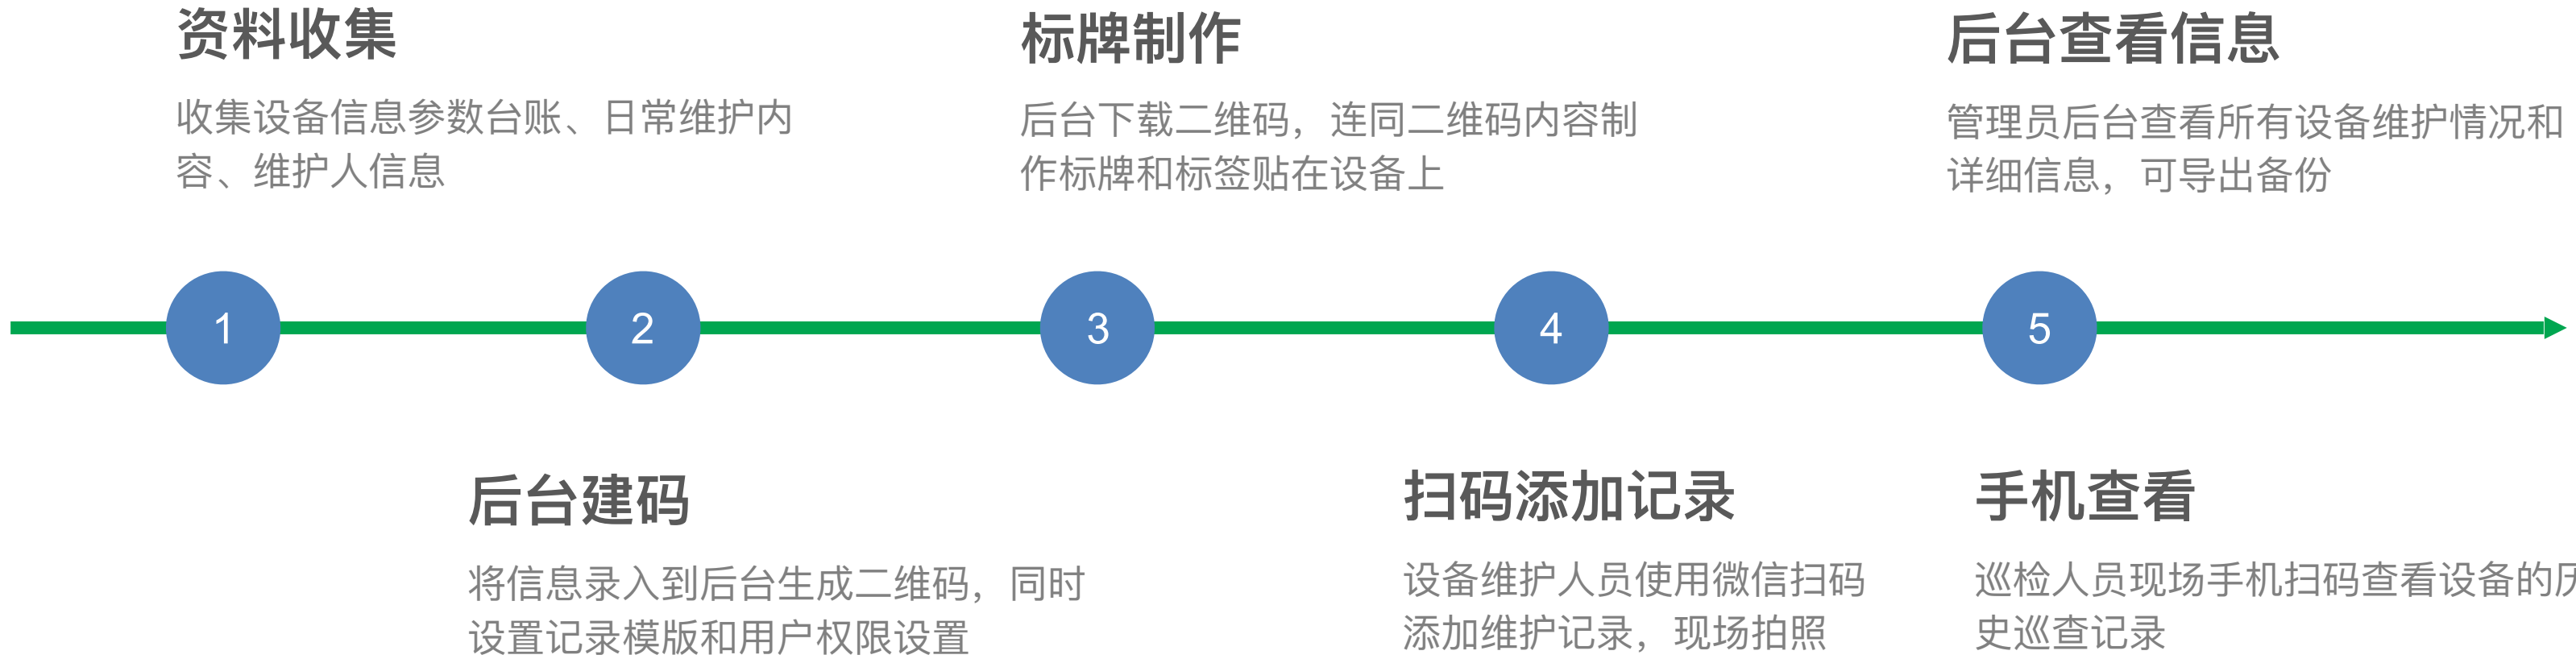 资料收集
收集设备信息参数台账、日常维护内
容、维护人信息
标牌制作
后台下载二维码，连同二维码内容制
作标牌和标签贴在设备上
后台查看信息
管理员后台查看所有设备维护情况和
详细信息，可导出备份
1
2
3
4
5
后台建码
将信息录入到后台生成二维码，同时
设置记录模版和用户权限设置
扫码添加记录
设备维护人员使用微信扫码
添加维护记录，现场拍照
手机查看
巡检人员现场手机扫码查看设备的历
史巡查记录